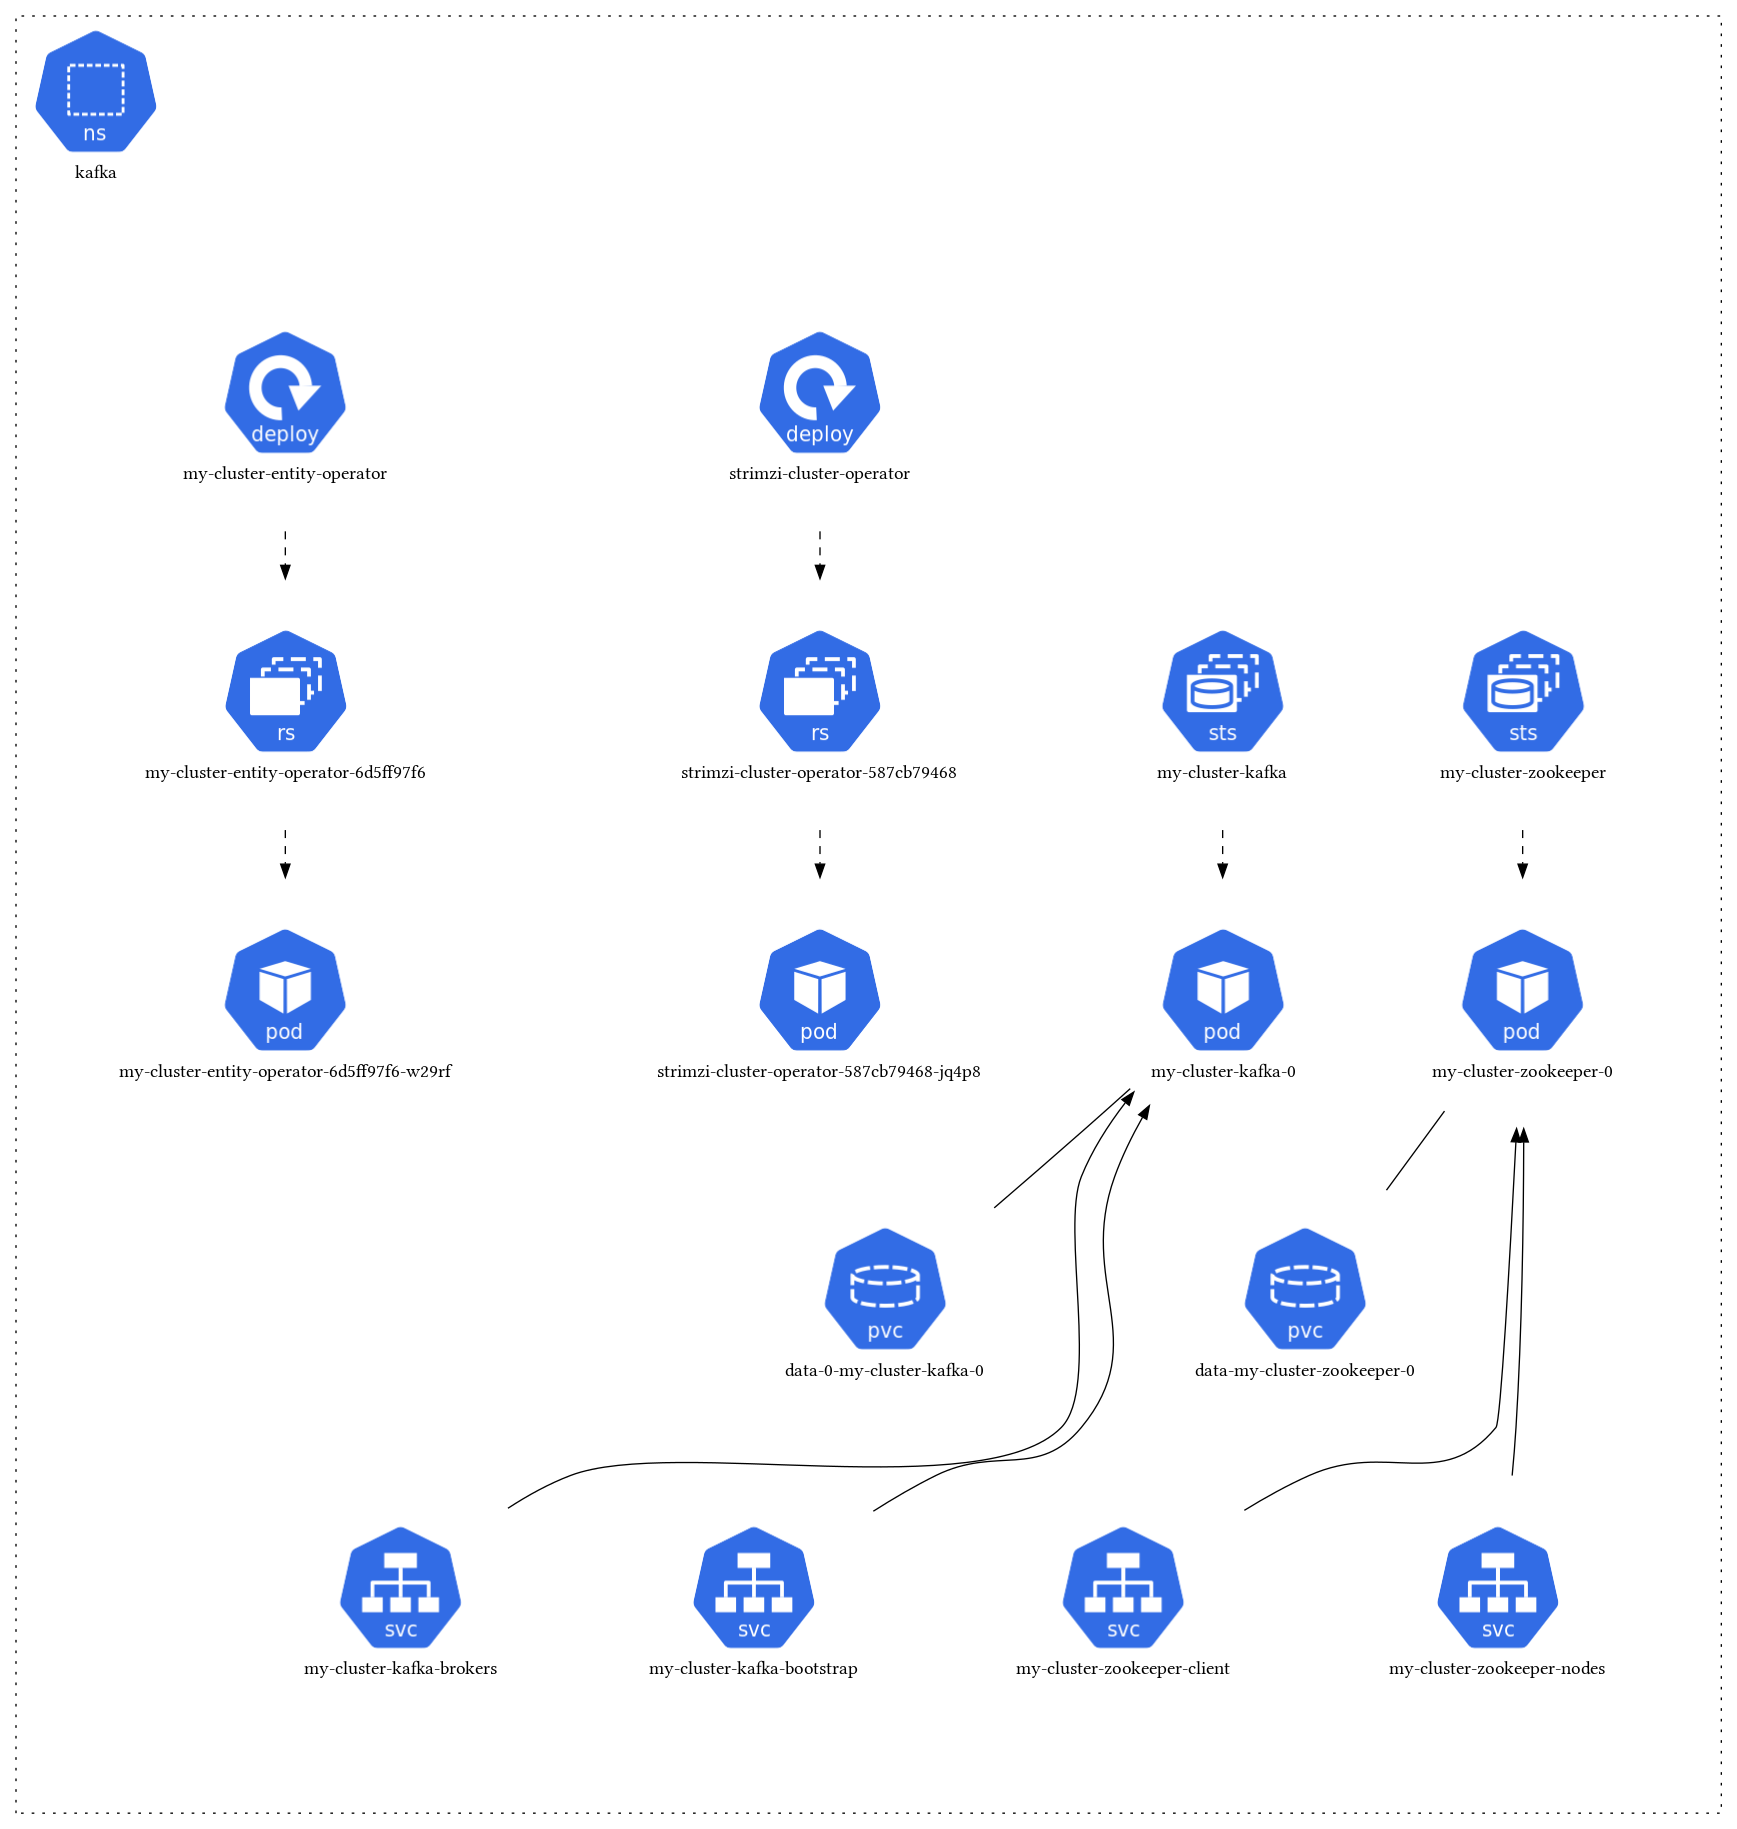 ns
kafka
deploy
my-cluster-entity-operator
deploy
strimzi-cluster-operator
rs
my-cluster-entity-operator-6d5ff97f6
rs
strimzi-cluster-operator-587cb79468
sts
my-cluster-kafka
sts
my-cluster-zookeeper
pod
my-cluster-entity-operator-6d5ff97f6-w29rf
pod
strimzi-cluster-operator-587cb79468-jq4p8
pod
my-cluster-kafka-0
pod
my-cluster-zookeeper-0
pvc
data-0-my-cluster-kafka-0
pvc
data-my-cluster-zookeeper-0
svc
my-cluster-kafka-brokers
svc
my-cluster-kafka-bootstrap
svc
my-cluster-zookeeper-client
svc
my-cluster-zookeeper-nodes